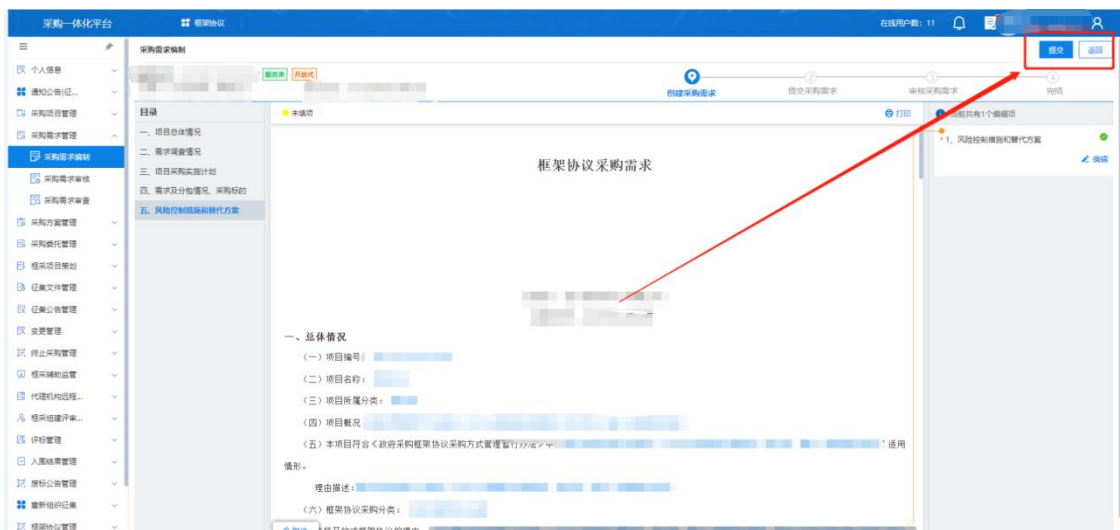 采购一体化平台
框架协议
在线用户数: 11
采购需求编制
提交
返回
个人信息
通知公告(征...
采购项目管理
采购需求管理
采购需求编制
采购需求审核
采购需求审查
采购方案管理
采购委托管理
框采项目策划
征集文件管理
征集公告管理
变更管理
终止采购管理
框采辅助监管
代理机构远程...
框采组建评审...
评标管理
入围结果管理
废标公告管理
重新组织征集
框架协议管理
服务类
开放式
创建采购需求
2
提交采购需求
3
审核采购需求
4
完结
目录
一、项目总体情况
二、需求调查情况
三、项目采购实施计划
四、需求及分包情况、采购标的
五、风险控制措施和替代方案
未填项
打印
框架协议采购需求
一、总体情况
（一）项目编号
（二）项目名称：
（三）项目所属分类：
（四）项目概况
（五）本项目符合《政府采购框架协议采购方式管理暂行办法》
适用
情形。
理由描述：
（六）框架协议采购分类：
当前共有1个编辑项
1、风险控制措施和替代方案
编辑